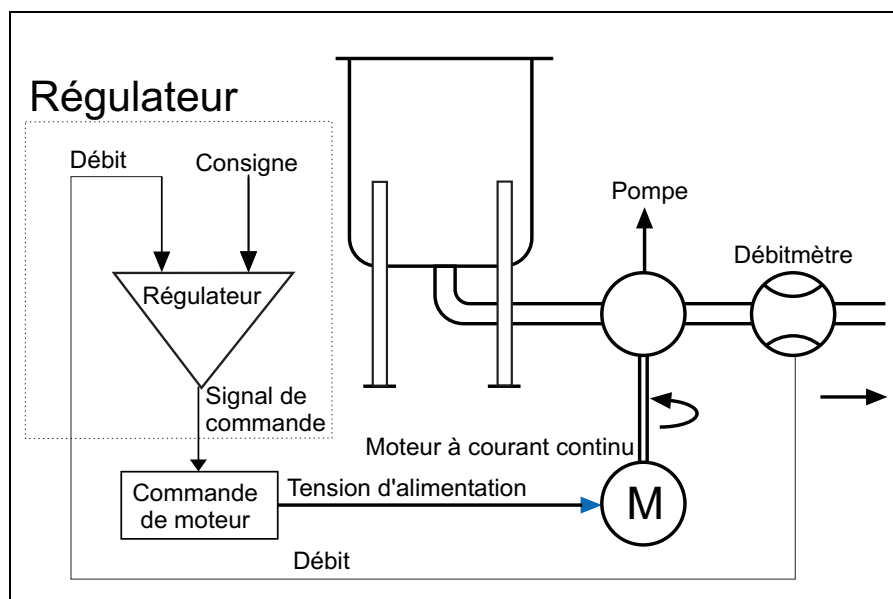 Régulateur
Débit
Consigne
Régulateur
Signal de
commande
Pompe
Débitmètre
Moteur à courant continu
Commande
de moteur
Tension d'alimentation
M
Débit